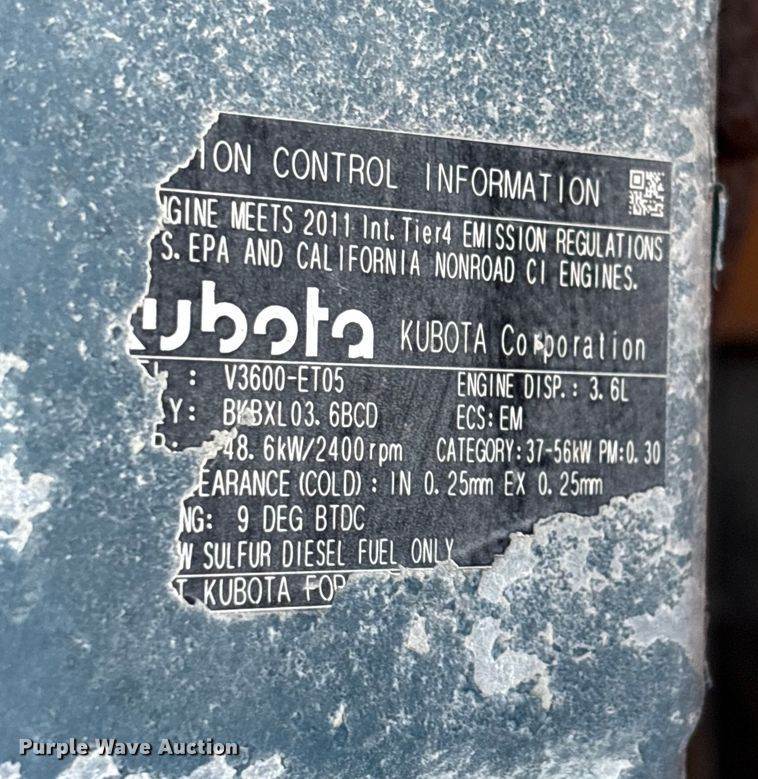 ION CONTROL INFORMATION
NGINE MEETS 2011 Int. Tier4 EMISSION REGULATIONS
S. EPA AND CALIFORNIA NONROAD CI ENGINES.
Kubota KUBOTA Corporation
: V3600-ET05 ENGINE DISP.: 3.6L
Y: BKBXL03.6BCD ECS: EM
48.6kW/2400rpm CATEGORY: 37-56kW PM: 0.30
EARANCE (COLD) : IN 0.25mm EX 0.25mm
NG: 9 DEG BTDC
W SULFUR DIESEL FUEL ONLY
T. KUBOTA FOR
Purple Wave Auction